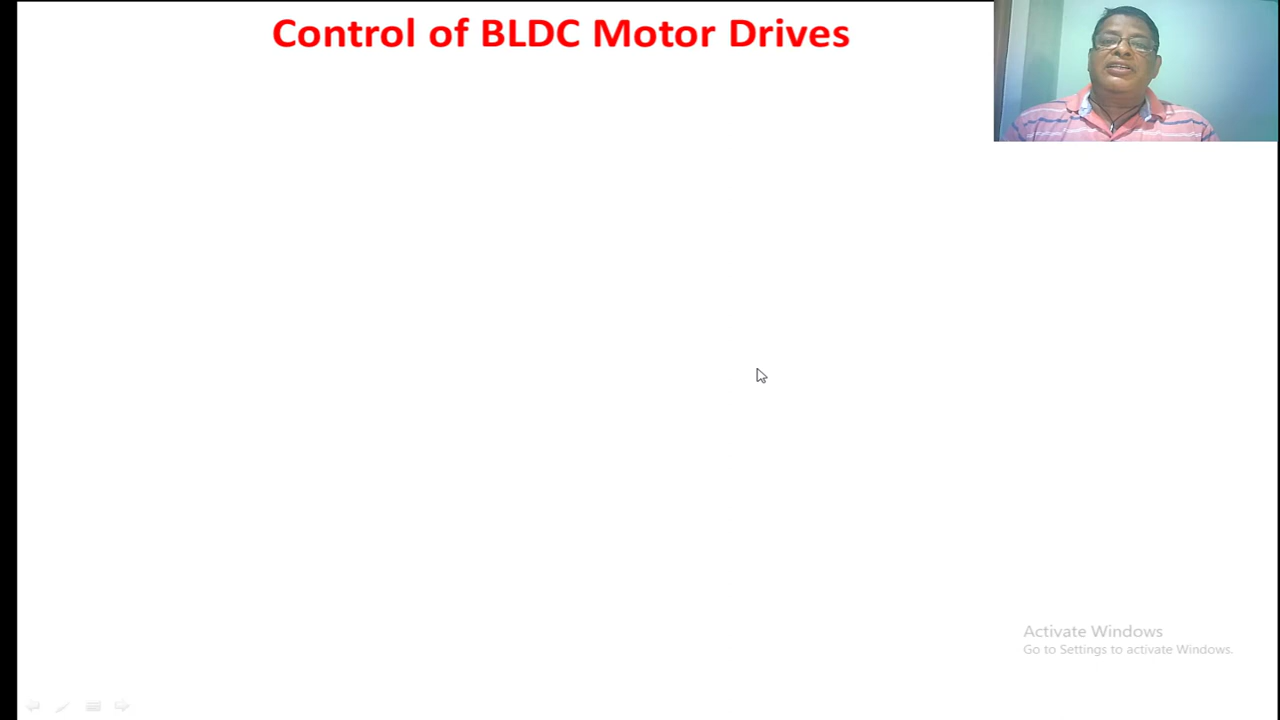 Control of BLDC Motor Drives
Activate Windows
Go to Settings to activate Windows.